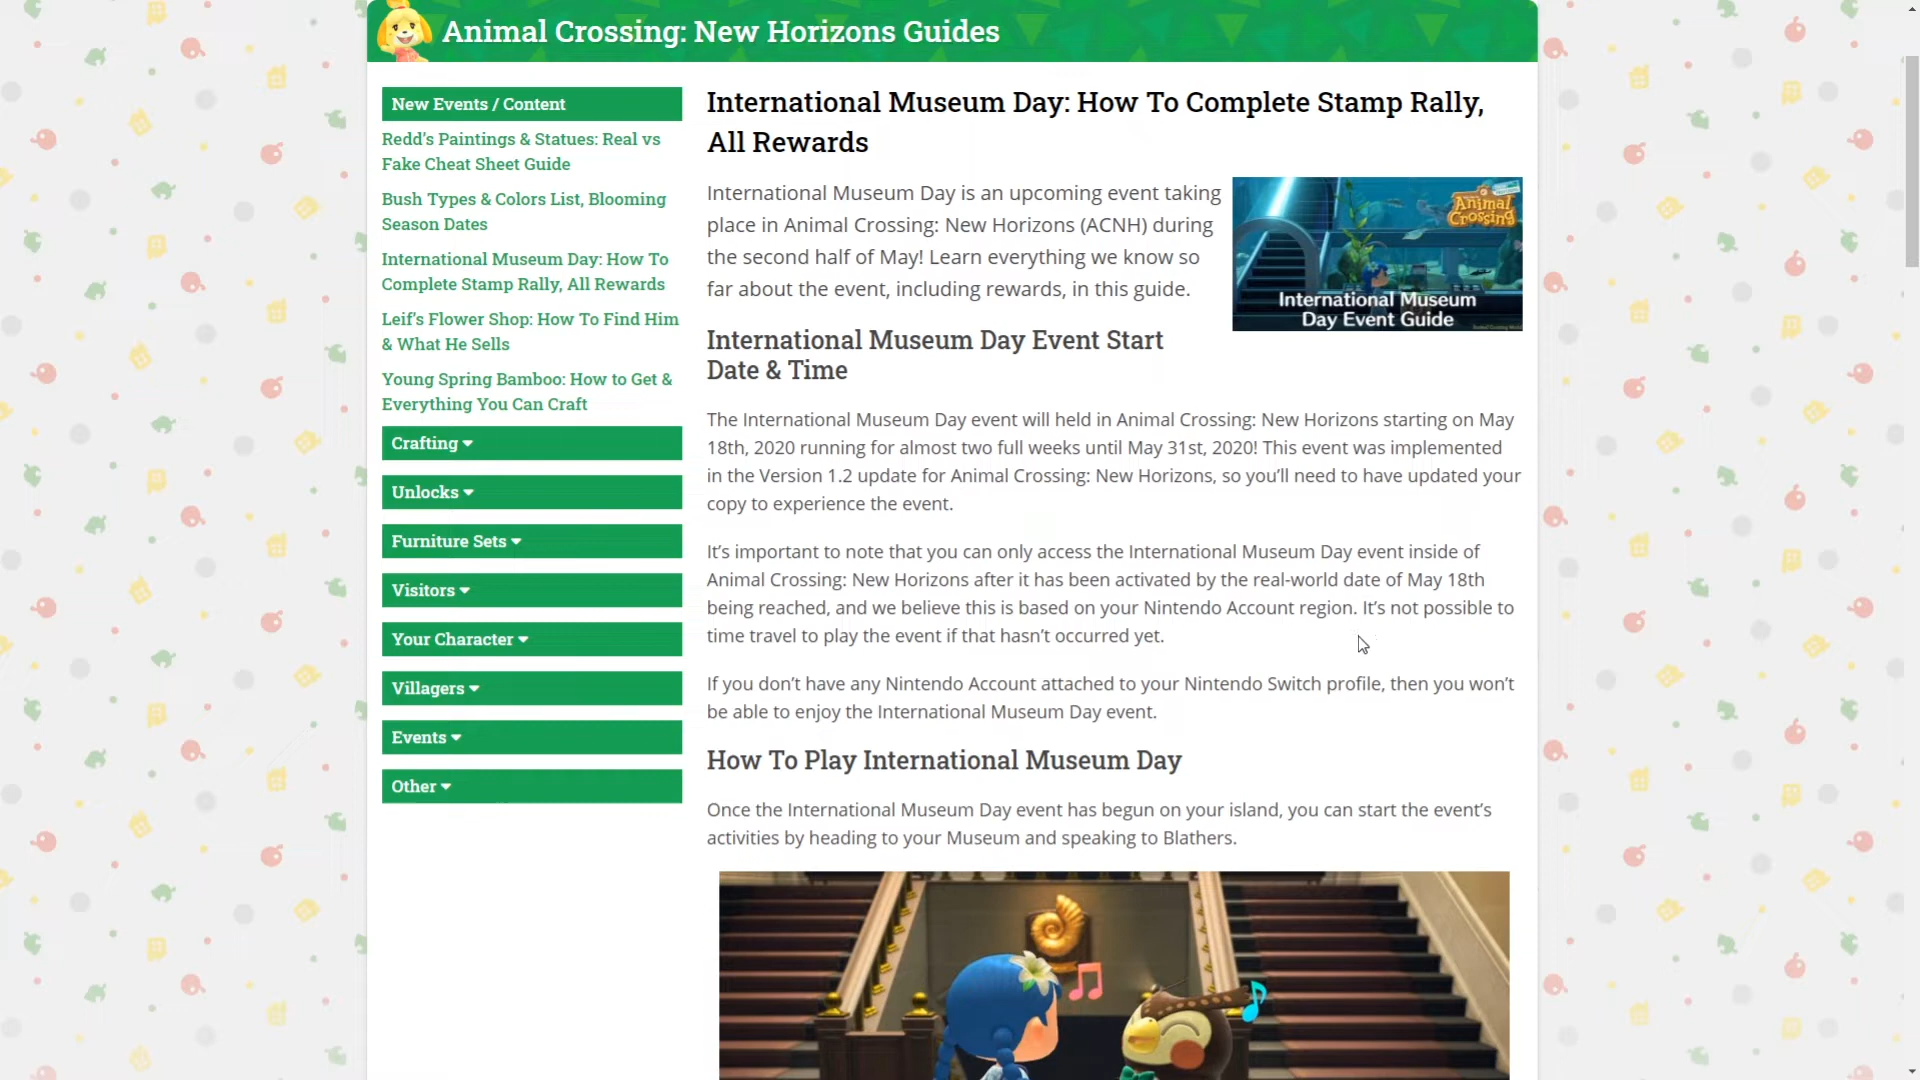 Animal Crossing: New Horizons Guides
New Events / Content
Redd's Paintings & Statues: Real vs
Fake Cheat Sheet Guide
Bush Types & Colors List, Blooming
Season Dates
International Museum Day: How To
Complete Stamp Rally, All Rewards
Leif's Flower Shop: How To Find Him
& What He Sells
Young Spring Bamboo: How to Get &
Everything You Can Craft
Crafting
Unlocks
Furniture Sets
Visitors
Your Character
Villagers
Events
Other
International Museum Day: How To Complete Stamp Rally,
All Rewards
International Museum Day is an upcoming event taking
place in Animal Crossing: New Horizons (ACNH) during
the second half of May! Learn everything we know so
far about the event, including rewards, in this guide.
Animal
Crossing
International Museum
Day Event Guide
International Museum Day Event Start
Date & Time
The International Museum Day event will held in Animal Crossing: New Horizons starting on May
18th, 2020 running for almost two full weeks until May 31st, 2020! This event was implemented
in the Version 1.2 update for Animal Crossing: New Horizons, so you'll need to have updated your
copy to experience the event.
It's important to note that you can only access the International Museum Day event inside of
Animal Crossing: New Horizons after it has been activated by the real-world date of May 18th
being reached, and we believe this is based on your Nintendo Account region. It's not possible to
time travel to play the event if that hasn't occurred yet.
If you don't have any Nintendo Account attached to your Nintendo Switch profile, then you won't
be able to enjoy the International Museum Day event.
How To Play International Museum Day
Once the International Museum Day event has begun on your island, you can start the event's
activities by heading to your Museum and speaking to Blathers.